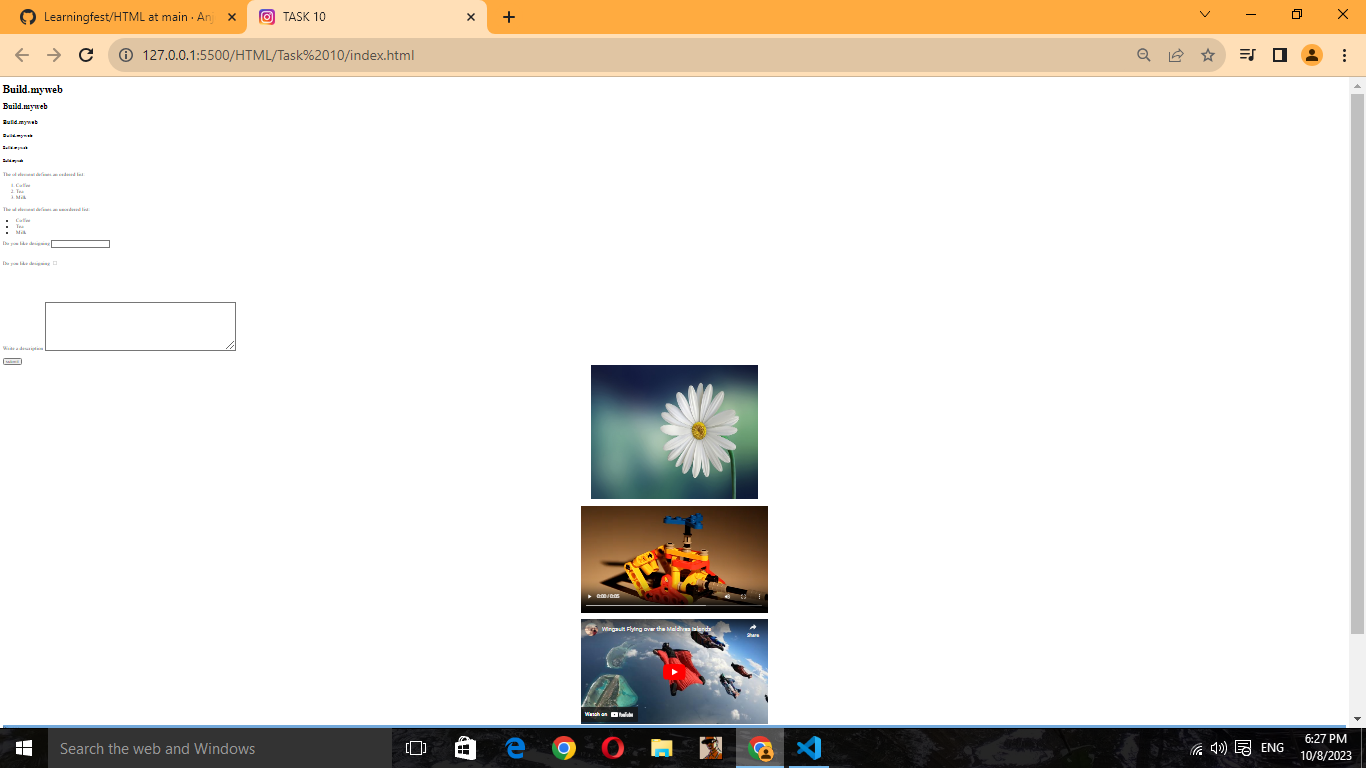 Learningfest/HTML at main · Anj
TASK 10
127.0.0.1:5500/HTML/Task%2010/index.html
Build.myweb
Build.myweb
Build.myweb
Build.myweb
Build.myweb
Build.myweb
The ol element defines an ordered list:
1. Coffee
2. Tea
3. Milk
The ul element defines an unordered list:
Coffee
Tea
Milk
Do you like designing
Do you like designing
Write a description
0:00 / 0:05
Wingsuit Flying over the Maldives Islands
Share
Watch on YouTube
Search the web and Windows
ENG
6:27 PM
10/8/2023